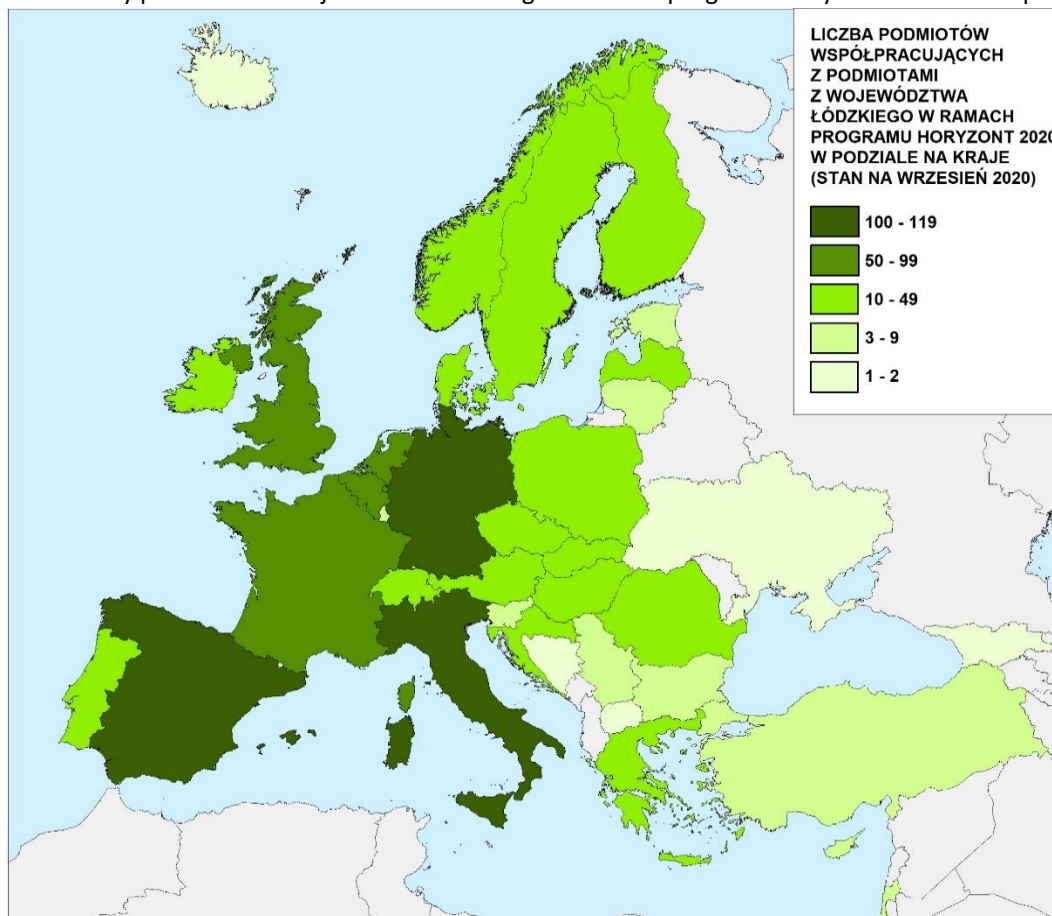 LICZBA PODMIOTÓW
WSPÓŁPRACUJĄCYCH
Z PODMIOTAMI
Z WOJEWÓDZTWA
ŁÓDZKIEGO W RAMACH
PROGRAMU HORYZONT 2020
W PODZIALE NA KRAJE
(STAN NA WRZESIEŃ 2020)
100 - 119
50 - 99
10 - 49
3 - 9
1 - 2